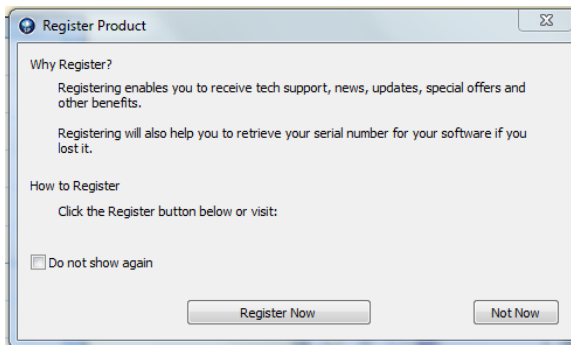 Register Product
Why Register?
Registering enables you to receive tech support, news, updates, special offers and
other benefits.
Registering will also help you to retrieve your serial number for your software if you
lost it.
How to Register
Click the Register button below or visit:
Do not show again
Register Now
Not Now